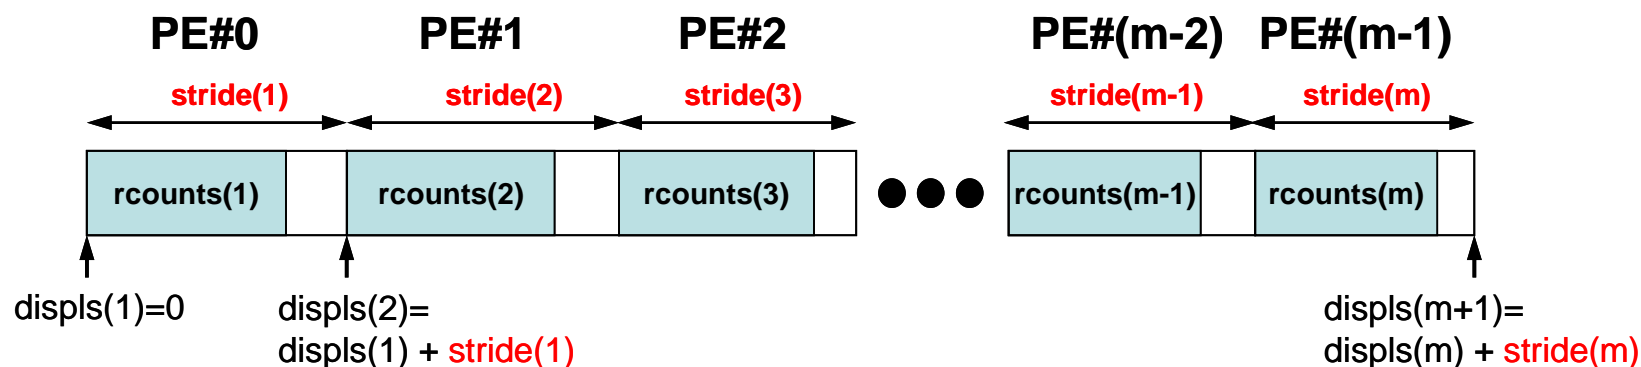 PE#0 PE#1 PE#2 PE#(m-2) PE#(m-1)
stride(1) stride(2) stride(3) stride(m-1) stride(m)
rcounts(1) rcounts(2) rcounts(3) rcounts(m-1) rcounts(m)
displs(1)=0 displs(2)= displs(m+1)=
displs(1) + stride(1) displs(m) + stride(m)